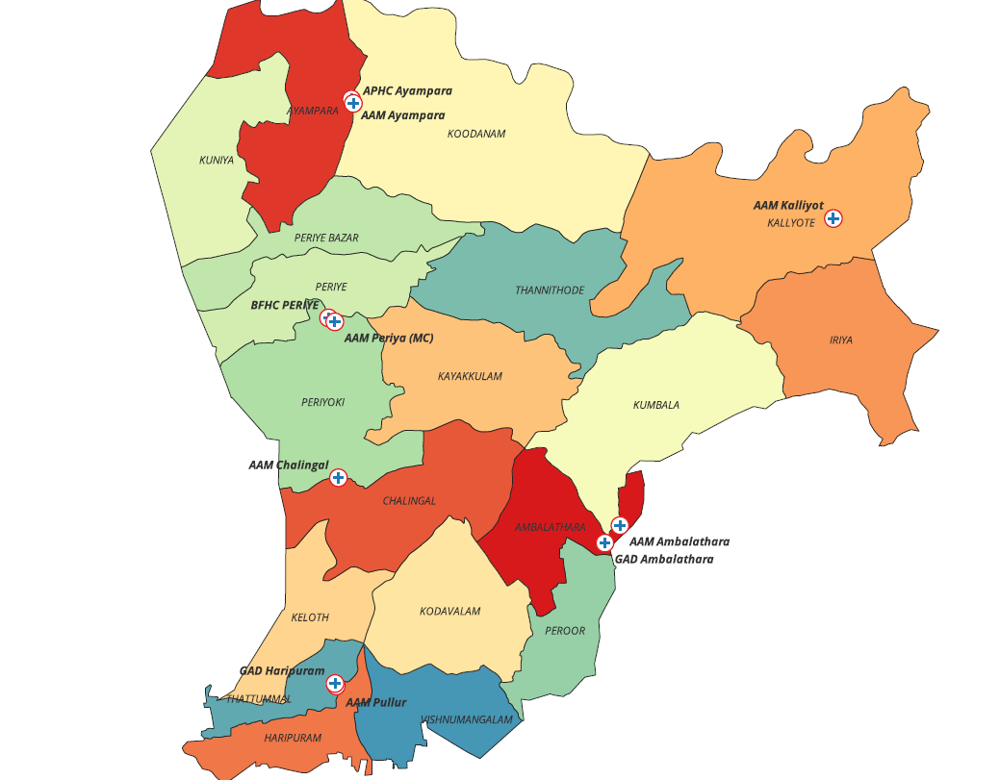 APHC Ayampara
AYAMPARA
AAM Ayampara
KOODANAM
KUNIYA
AAM Kalliyot
KALLYOTE
PERIYE BAZAR
PERIYE
THANNITHODE
BFHC PERIYE
AAM Periya (MC)
IRIYA
KAYAKKULAM
PERIYOKI
KUMBALA
AAM Chalingal
CHALINGAL
AMBALATHARA
AAM Ambalathara
GAD Ambalathara
KELOTH
KODAVALAM
PEROOR
GAD Haripuram
THATTUMMAL
AAM Pullur
VISHNUMANGALAM
HARIPURAM